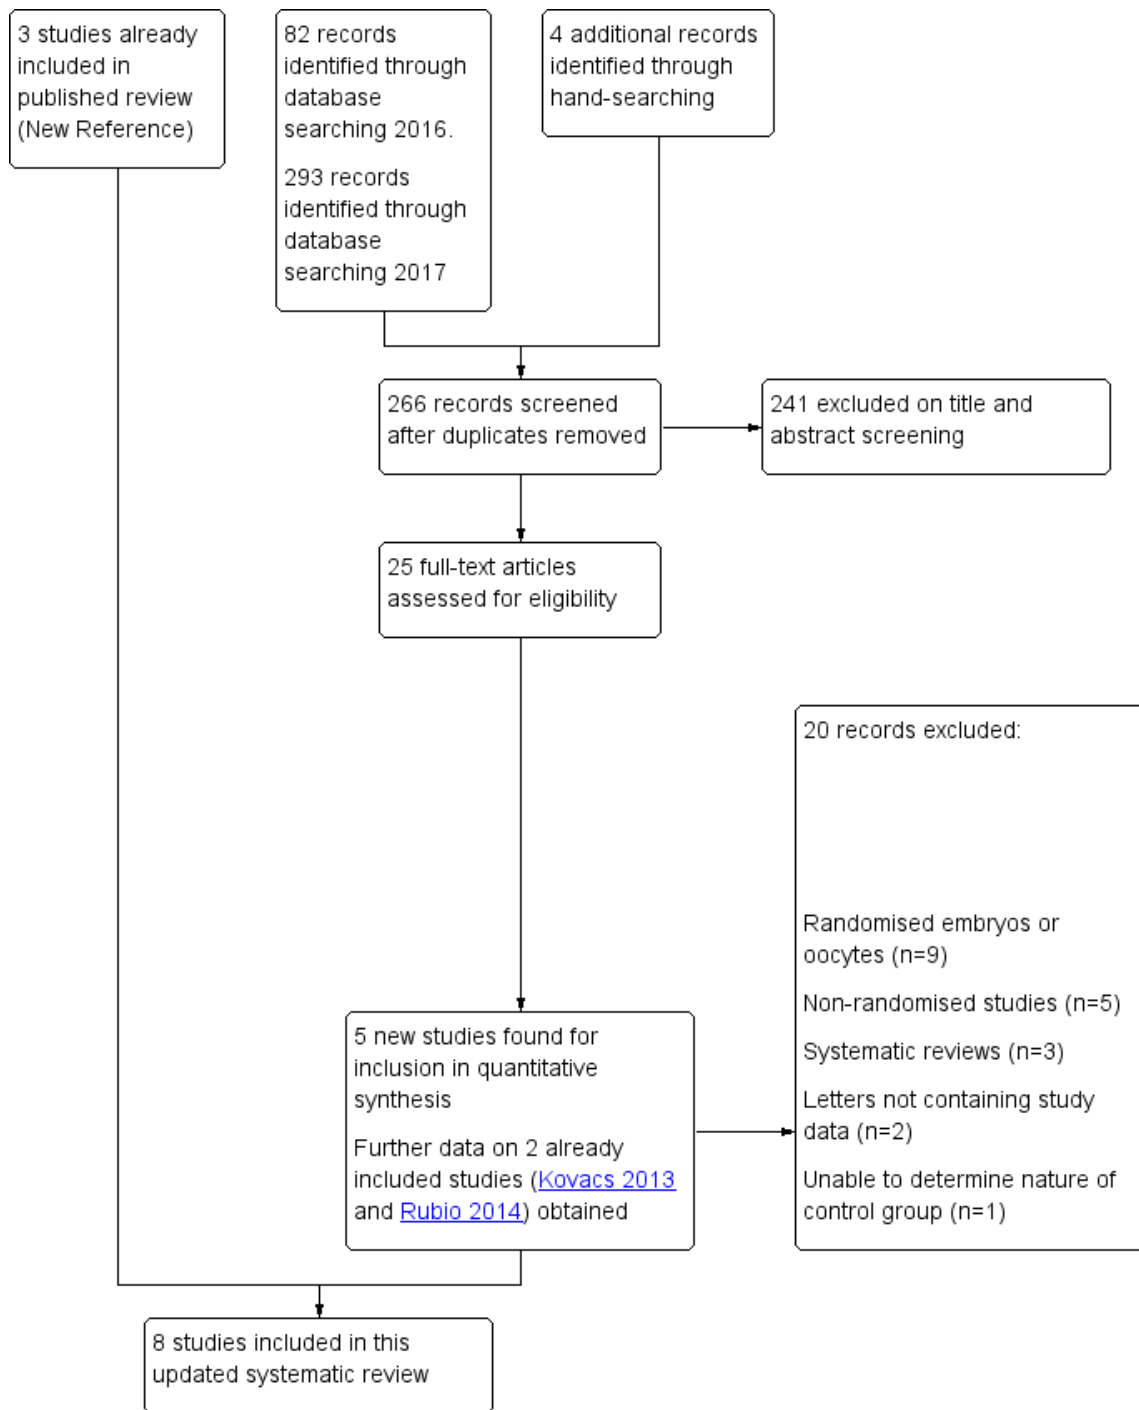 3 studies already
included in
published review
(New Reference)
82 records
identified through
database
searching 2016.
293 records
identified through
database
searching 2017
4 additional records
identified through
hand-searching
266 records screened
after duplicates removed
241 excluded on title and
abstract screening
25 full-text articles
assessed for eligibility
20 records excluded:
Randomised embryos or
oocytes (n=9)
Non-randomised studies (n=5)
Systematic reviews (n=3)
Letters not containing study
data (n=2)
Unable to determine nature of
control group (n=1)
5 new studies found for
inclusion in quantitative
synthesis
Further data on 2 already
included studies (Kovacs 2013
and Rubio 2014) obtained
8 studies included in this
updated systematic review